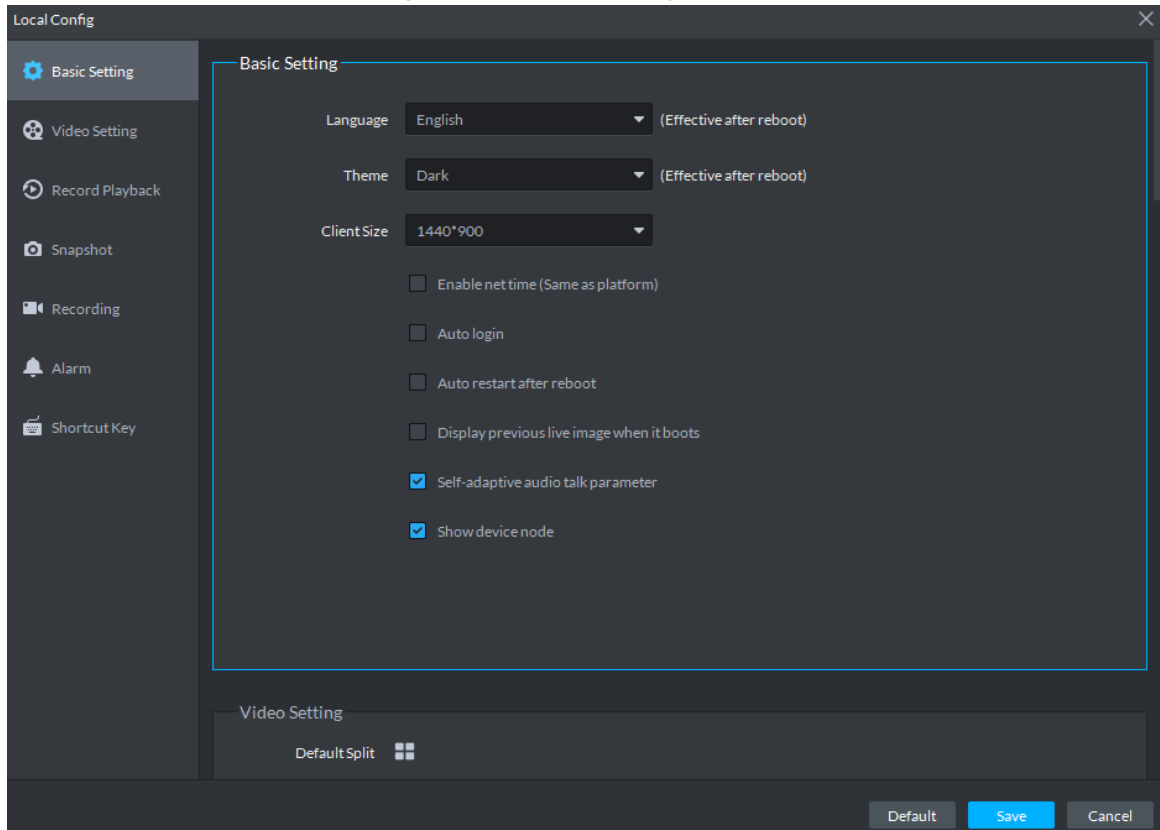 Local Config
Basic Setting
Video Setting
Record Playback
Snapshot
Recording
Alarm
Shortcut Key
Basic Setting
Language English (Effective after reboot)
Theme Dark (Effective after reboot)
Client Size 1440*900
Enable net time (Same as platform)
Auto login
Auto restart after reboot
Display previous live image when it boots
Self-adaptive audio talk parameter
Show device node
Video Setting
Default Split
Default Save Cancel